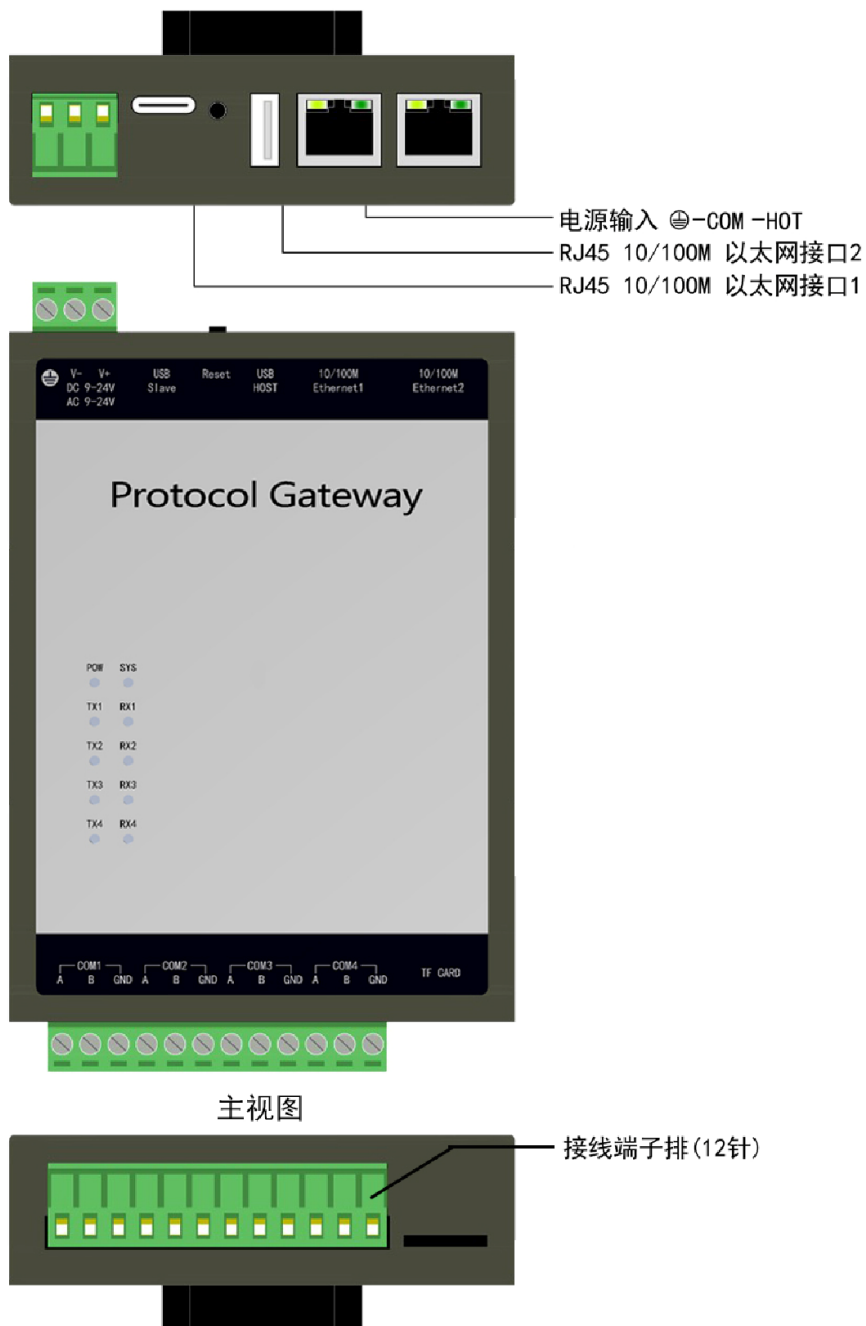 电源输入 ⏚-COM -HOT
RJ45 10/100M 以太网接口2
RJ45 10/100M 以太网接口1
V- V+ USB Reset USB 10/100M 10/100M
DC 9-24V Slave HOST Ethernet1 Ethernet2
AC 9-24V
Protocol Gateway
POW SYS
TX1 RX1
TX2 RX2
TX3 RX3
TX4 RX4
COM1 COM2 COM3 COM4 TF CARD
A B GND A B GND A B GND A B GND
主视图
接线端子排(12针)